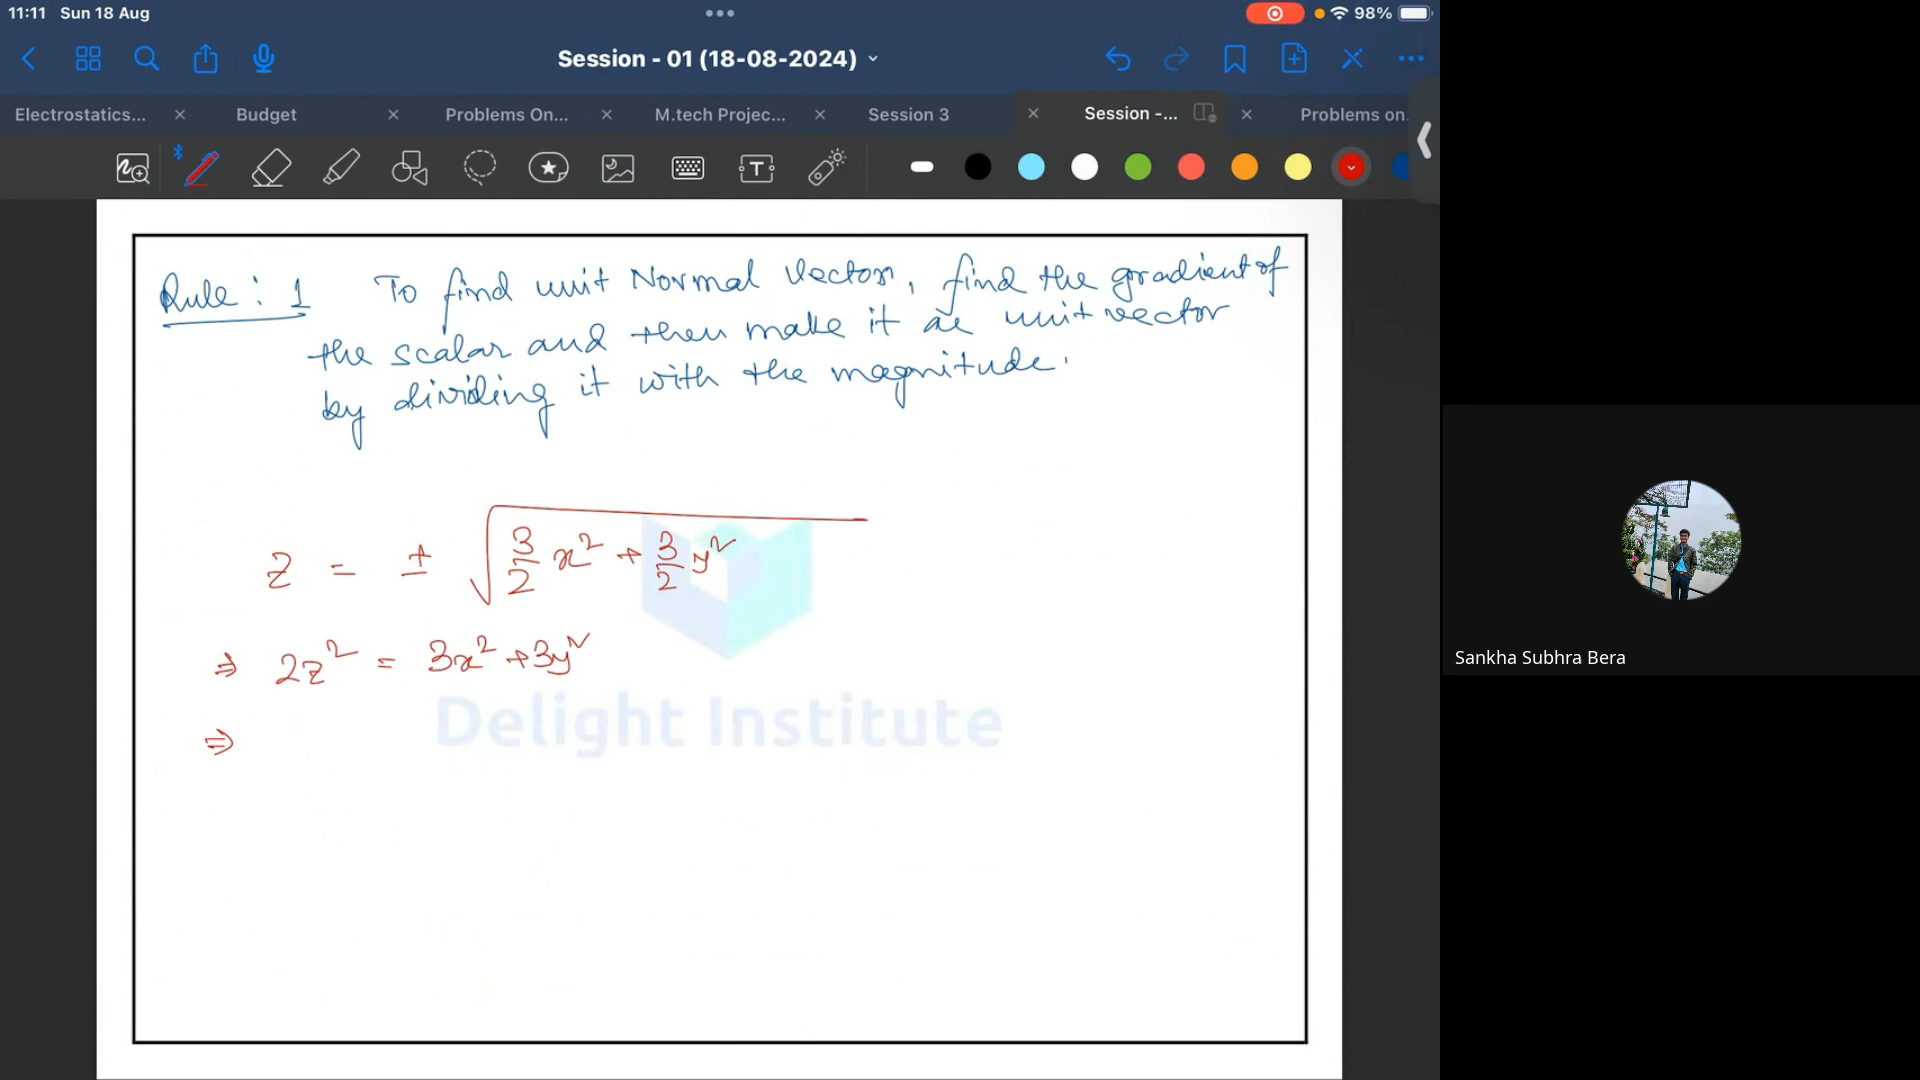 11:11 Sun 18 Aug
98%
Session - 01 (18-08-2024)
Electrostatics...
Budget
Problems On...
M.tech Projec...
Session 3
Session -...
Problems on
Rule: 1 To find unit Normal Vector, find the gradient of
the scalar and then make it as unit vector
by dividing it with the magnitude.
z = ± √(3/2 x² + 3/2 y²)
⇒ 2z² = 3x² + 3y²
⇒
Delight Institute
Sankha Subhra Bera